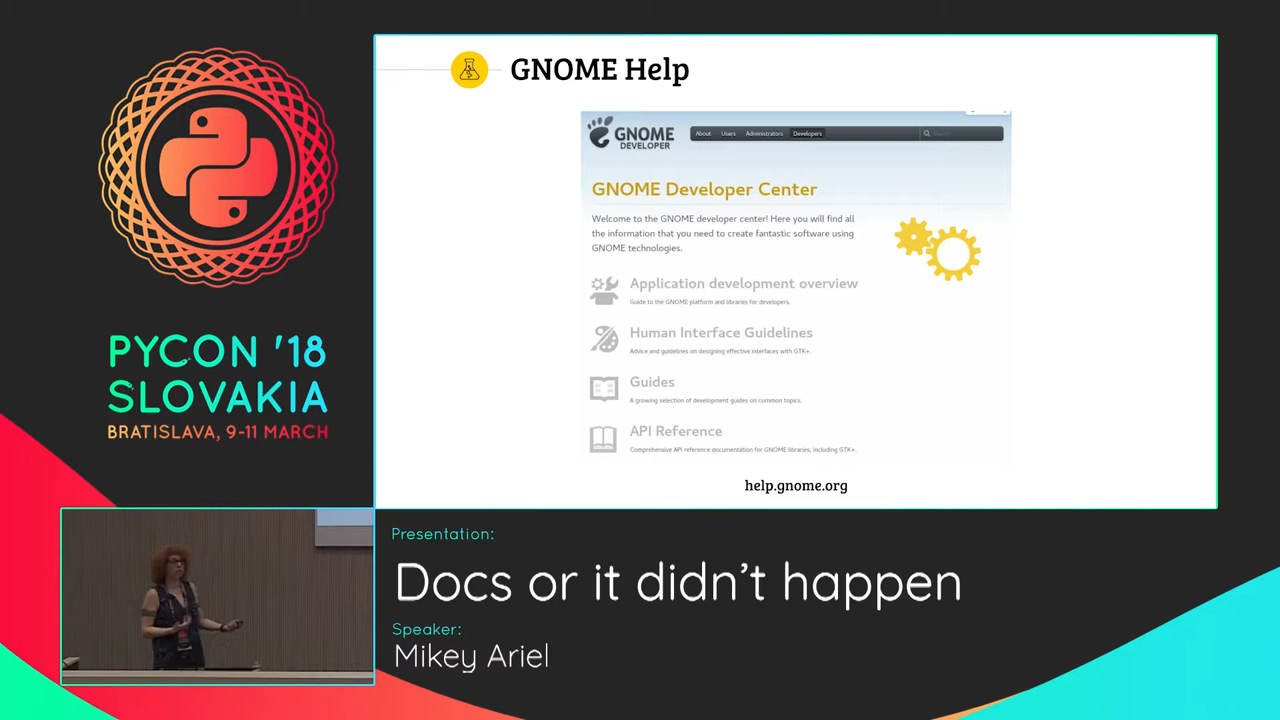 PYCON '18
SLOVAKIA
BRATISLAVA, 9-11 MARCH
GNOME Help
GNOME
DEVELOPER
About Users Administrators Developers
Search
GNOME Developer Center
Welcome to the GNOME developer center! Here you will find all
the information that you need to create fantastic software using
GNOME technologies.
Application development overview
Guide to the GNOME platform and libraries for developers.
Human Interface Guidelines
Advice and guidelines on designing effective interfaces with GTK+.
Guides
A growing selection of development guides on common topics.
API Reference
Comprehensive API reference documentation for GNOME libraries, including GTK+.
help.gnome.org
Presentation:
Docs or it didn't happen
Speaker:
Mikey Ariel